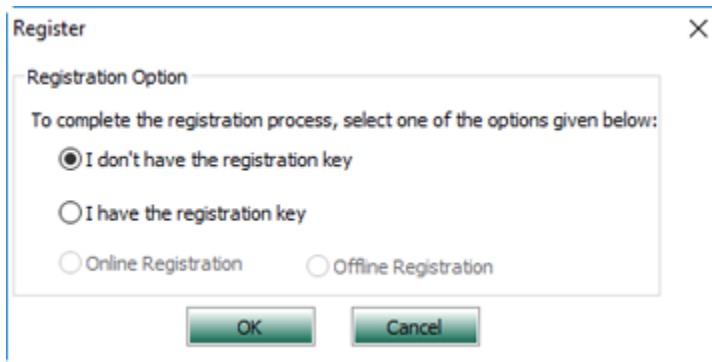 Register
Registration Option
To complete the registration process, select one of the options given below:
I don't have the registration key
I have the registration key
Online Registration Offline Registration
OK Cancel